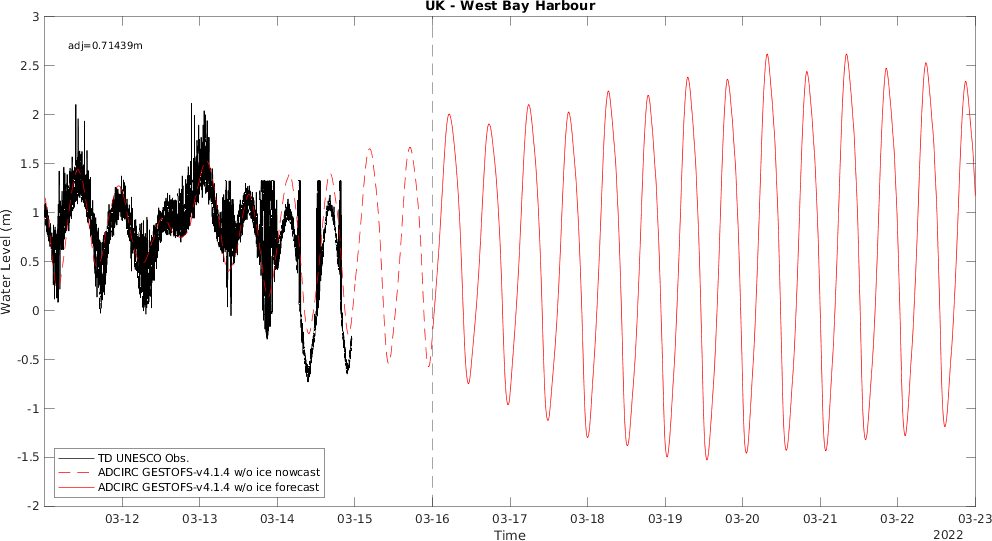 UK - West Bay Harbour
adj=0.71439m
3
2.5
2
1.5
1
0.5
0
-0.5
-1
-1.5
-2
Water Level (m)
TD UNESCO Obs.
ADCIRC GESTOFS-v4.1.4 w/o ice nowcast
ADCIRC GESTOFS-v4.1.4 w/o ice forecast
03-12 03-13 03-14 03-15 03-16 03-17 03-18 03-19 03-20 03-21 03-22 03-23
Time
2022